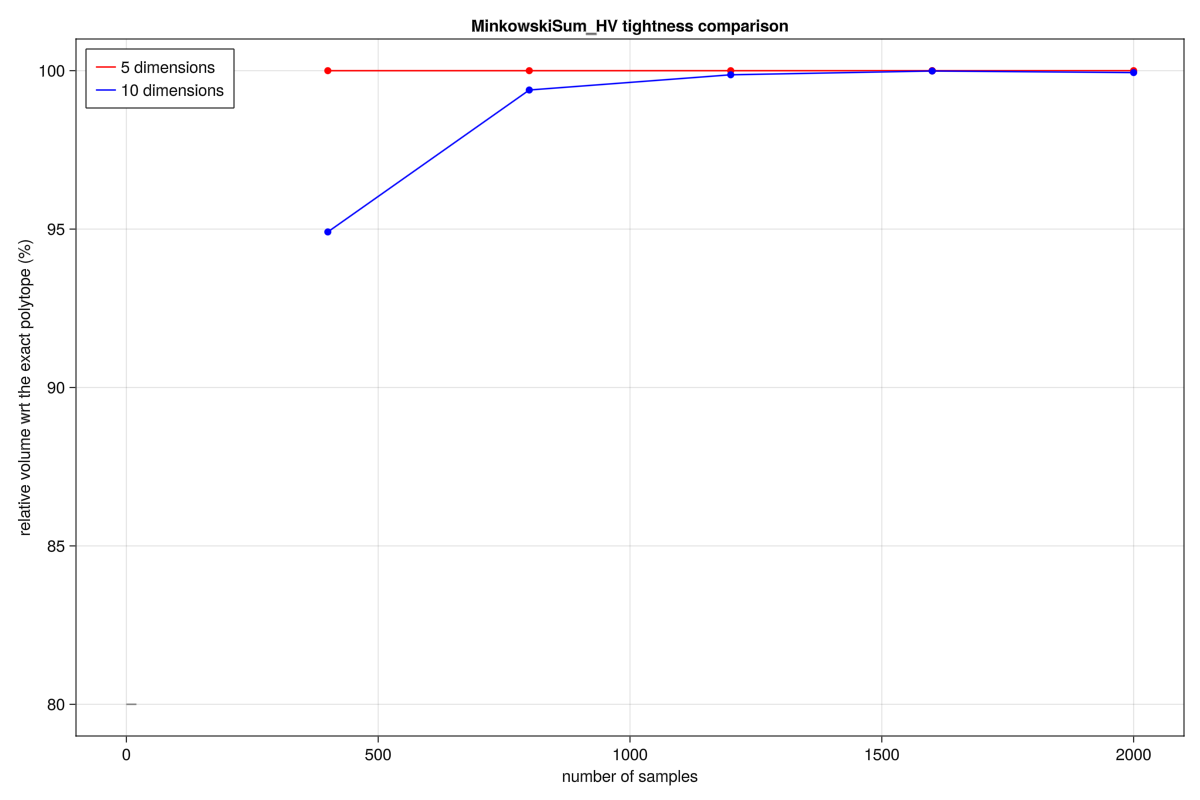 MinkowskiSum_HV tightness comparison
5 dimensions
10 dimensions
relative volume wrt the exact polytope (%)
100
95
90
85
80
0 500 1000 1500 2000
number of samples